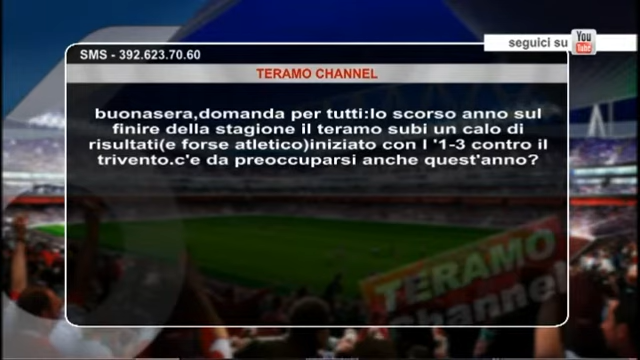 seguici su You Tube
SMS - 392.623.70.60
TERAMO CHANNEL
buonasera,domanda per tutti:lo scorso anno sul
finire della stagione il teramo subi un calo di
risultati(e forse atletico)iniziato con l '1-3 contro il
trivento.c'e da preoccuparsi anche quest'anno?
TERAMO
Channel